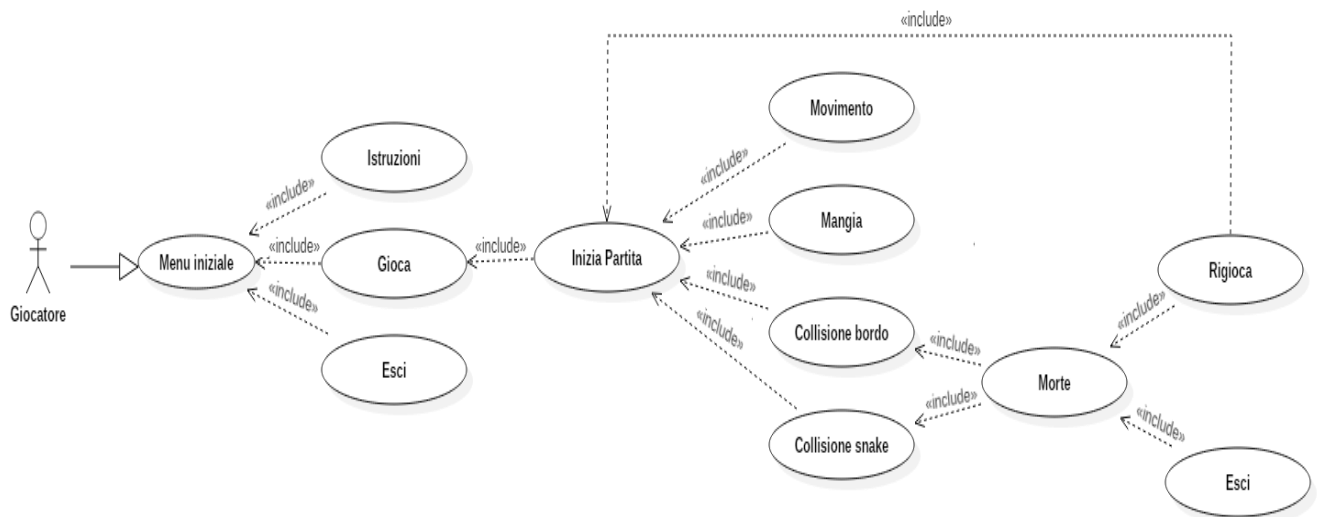 «include»
Movimento
Istruzioni
«include»
«include»
Mangia
«include»
Menu iniziale
«include»
Gioca
«include»
Inizia Partita
Rigioca
Giocatore
«include»
Esci
«include»
«include»
Collisione bordo
«include»
«include»
Morte
«include»
Collisione snake
«include»
Esci